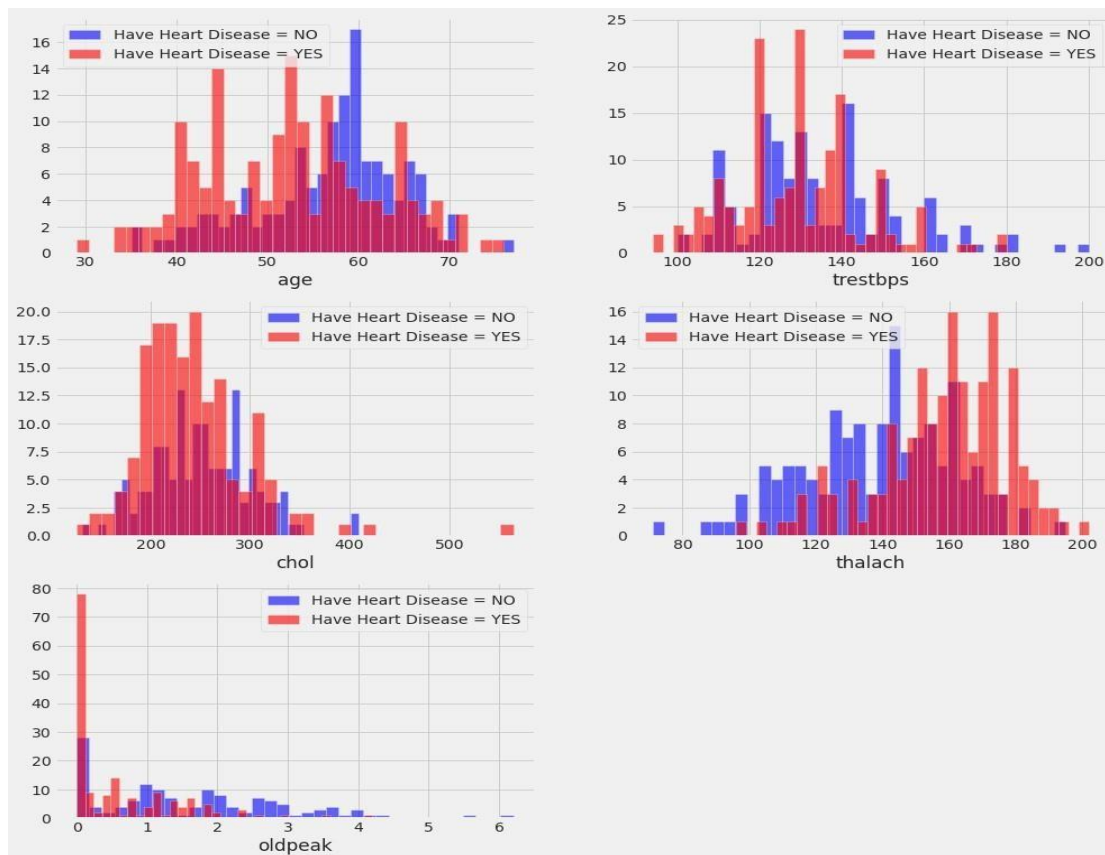 Have Heart Disease = NO
Have Heart Disease = YES
16
14
12
10
8
6
4
2
0
30 40 50 60 70
age
Have Heart Disease = NO
Have Heart Disease = YES
25
20
15
10
5
0
100 120 140 160 180 200
trestbps
Have Heart Disease = NO
Have Heart Disease = YES
20.0
17.5
15.0
12.5
10.0
7.5
5.0
2.5
0.0
200 300 400 500
chol
Have Heart Disease = NO
Have Heart Disease = YES
16
14
12
10
8
6
4
2
0
80 100 120 140 160 180 200
thalach
Have Heart Disease = NO
Have Heart Disease = YES
80
70
60
50
40
30
20
10
0
0 1 2 3 4 5 6
oldpeak